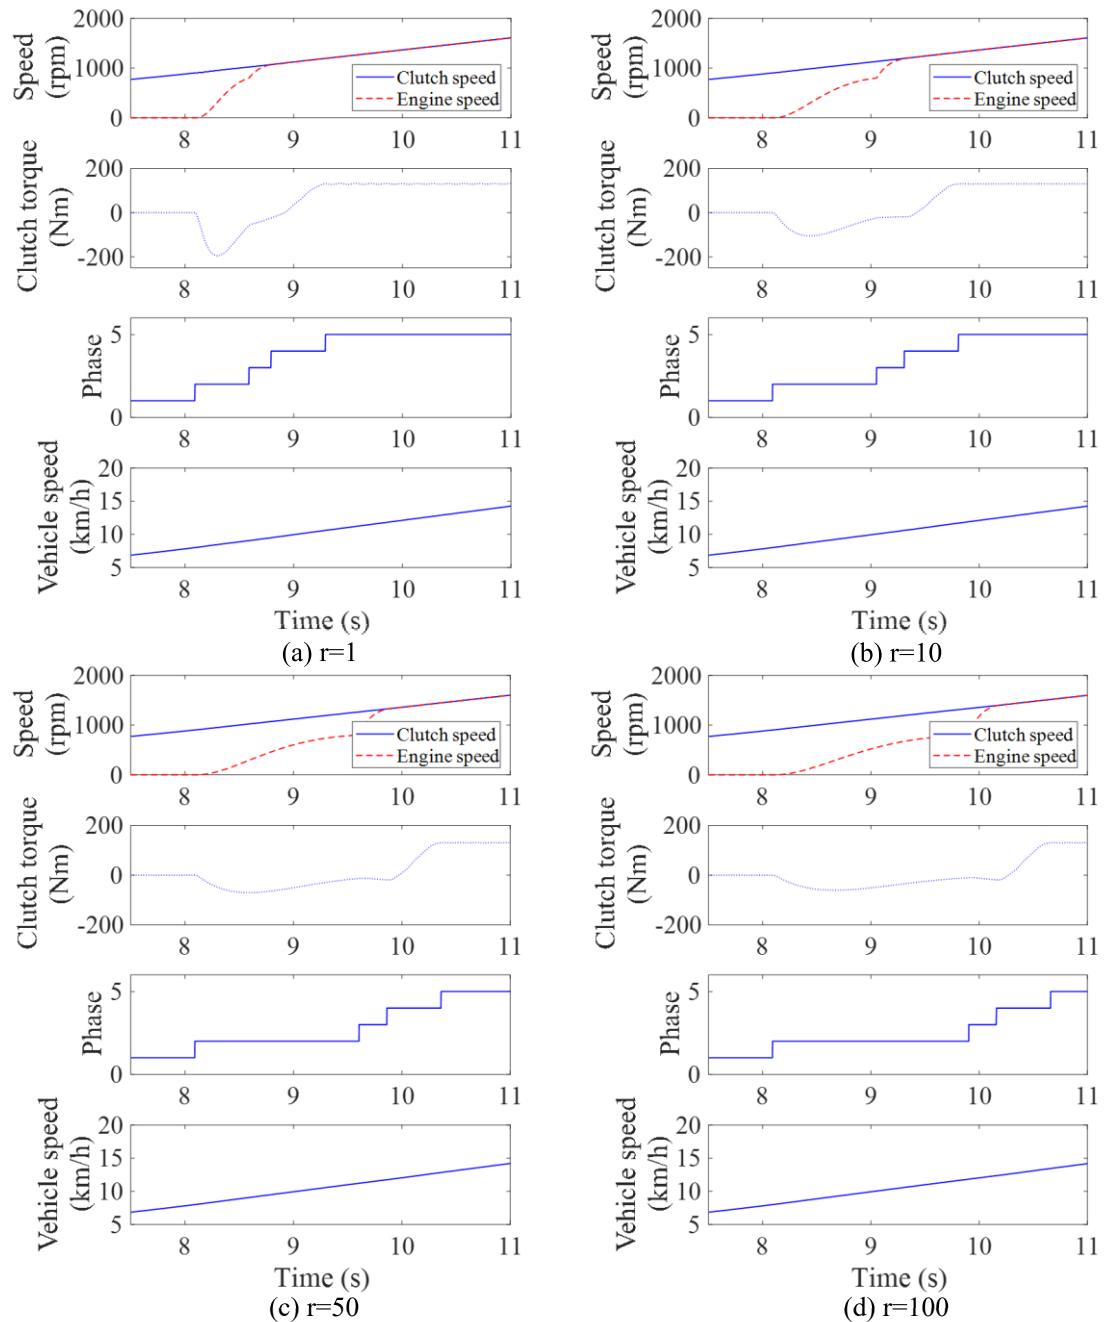 2000
1000
0
Speed
(rpm)
Clutch speed
Engine speed
8 9 10 11
200
0
-200
Clutch torque
(Nm)
8 9 10 11
5
0
Phase
8 9 10 11
20
15
10
5
Vehicle speed
(km/h)
8 9 10 11
Time (s)
(a) r=1
2000
1000
0
Speed
(rpm)
Clutch speed
Engine speed
8 9 10 11
200
0
-200
Clutch torque
(Nm)
8 9 10 11
5
0
Phase
8 9 10 11
20
15
10
5
Vehicle speed
(km/h)
8 9 10 11
Time (s)
(b) r=10
2000
1000
0
Speed
(rpm)
Clutch speed
Engine speed
8 9 10 11
200
0
-200
Clutch torque
(Nm)
8 9 10 11
5
0
Phase
8 9 10 11
20
15
10
5
Vehicle speed
(km/h)
8 9 10 11
Time (s)
(c) r=50
2000
1000
0
Speed
(rpm)
Clutch speed
Engine speed
8 9 10 11
200
0
-200
Clutch torque
(Nm)
8 9 10 11
5
0
Phase
8 9 10 11
20
15
10
5
Vehicle speed
(km/h)
8 9 10 11
Time (s)
(d) r=100